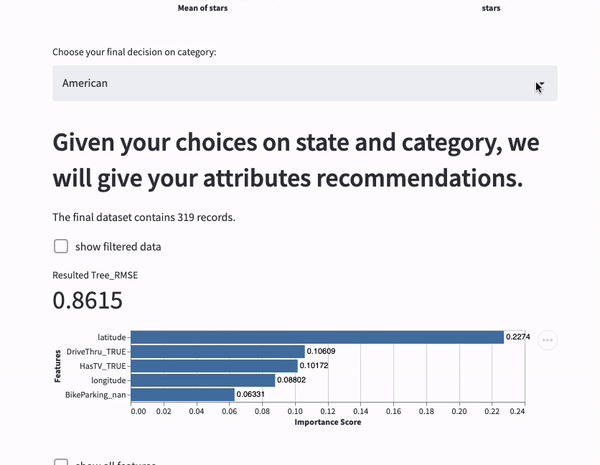 Mean of stars stars
Choose your final decision on category:
American
Given your choices on state and category, we
will give your attributes recommendations.
The final dataset contains 319 records.
show filtered data
Resulted Tree_RMSE
0.8615
Features
latitude 0.2274
DriveThru_TRUE 0.10609
HasTV_TRUE 0.10172
longitude 0.08802
BikeParking_nan 0.06331
0.00 0.02 0.04 0.06 0.08 0.10 0.12 0.14 0.16 0.18 0.20 0.22 0.24
Importance Score
show all features